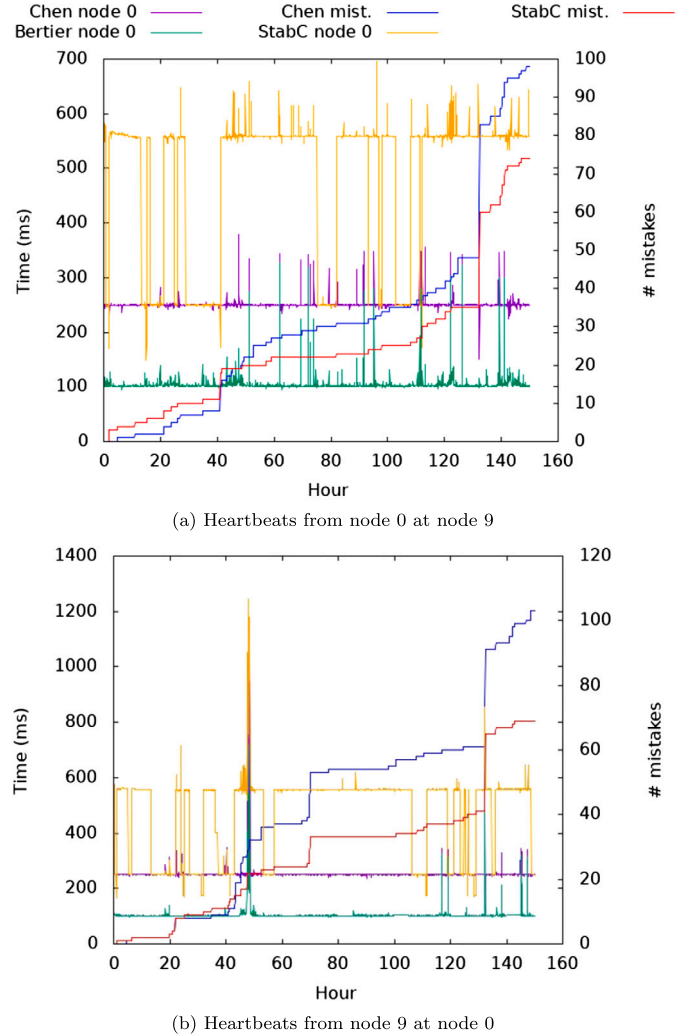 Chen node 0 Chen mist. StabC mist.
Bertier node 0 StabC node 0
700 100
600 90
500 80
400 70
300 60
200 50
100 40
0 30
20
10
0
0 20 40 60 80 100 120 140 160
Time (ms)
# mistakes
Hour
(a) Heartbeats from node 0 at node 9
1400 120
1200 100
1000 80
800 60
600 40
400 20
200 0
0
0 20 40 60 80 100 120 140 160
Time (ms)
# mistakes
Hour
(b) Heartbeats from node 9 at node 0